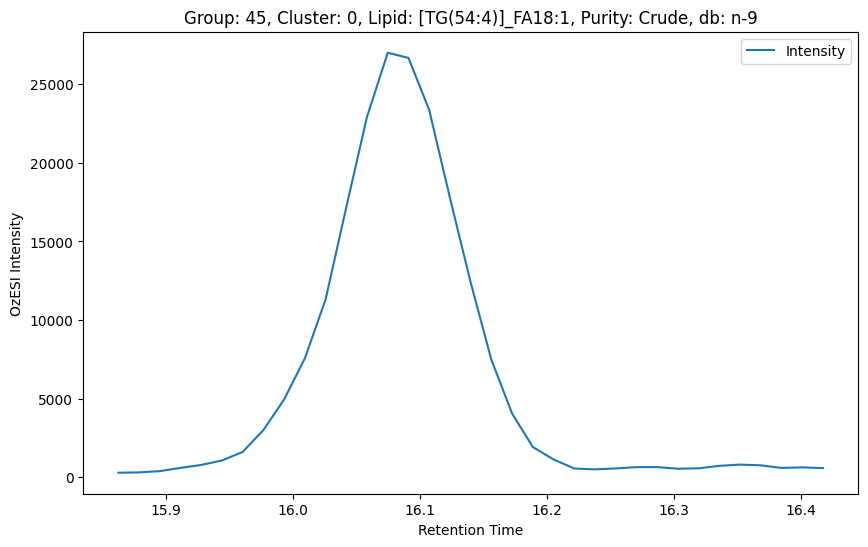 Group: 45, Cluster: 0, Lipid: [TG(54:4)]_FA18:1, Purity: Crude, db: n-9
Intensity
25000
20000
15000
10000
5000
0
OzESI Intensity
15.9 16.0 16.1 16.2 16.3 16.4
Retention Time